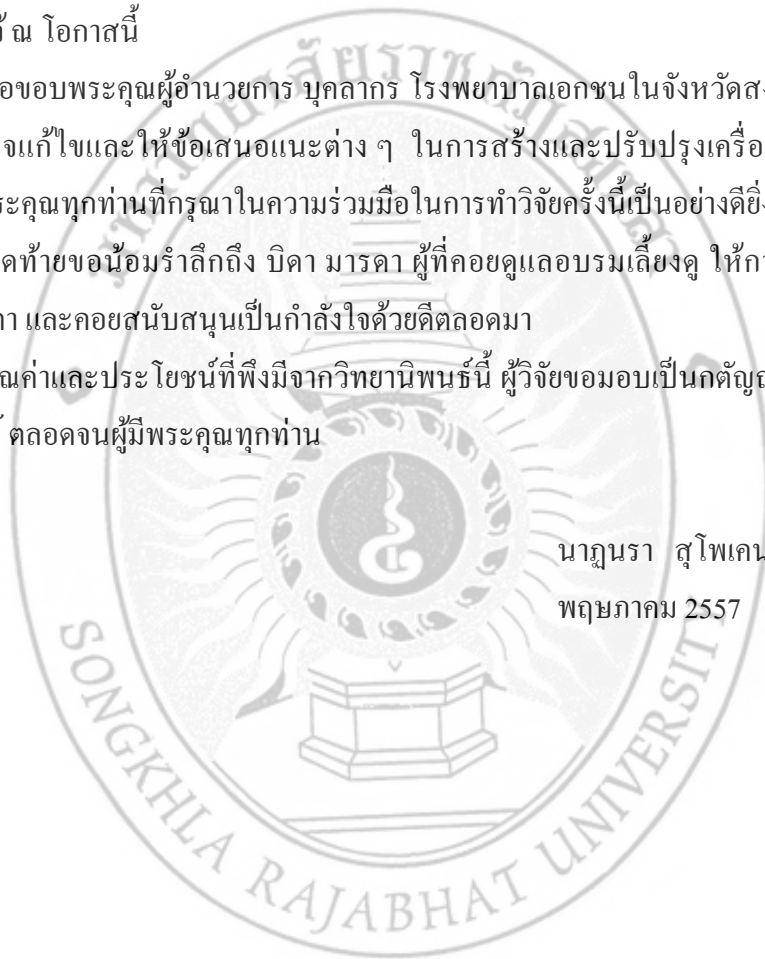 ณ โอกาสนี้
ขอขอบพระคุณผู้อำนวยการ บุคลากร โรงพยาบาลเอกชนในจังหวัด
แก้ไขและให้ข้อเสนอแนะต่าง ๆ ในการสร้างและปรับปรุง
ทุกท่านที่กรุณาในความร่วมมือในการทำวิจัยครั้งนี้เป็นอย่างดียิ่ง
ท้ายขอน้อมรำลึกถึง บิดา มารดา ผู้ที่คอยดูแลอบรมเลี้ยงดู ให้
และคอยสนับสนุนเป็นกำลังใจด้วยดีตลอดมา
คุณค่าและประโยชน์ที่พึงมีจากวิทยานิพนธ์นี้ ผู้วิจัยขอมอบเป็น
ตลอดจนผู้มีพระคุณทุกท่าน
นาฏนรา สุโพเคน
พฤษภาคม 2557
มหาวิทยาลัยราชภัฏสงขลา
SONGKHLA RAJABHAT UNIVERSITY